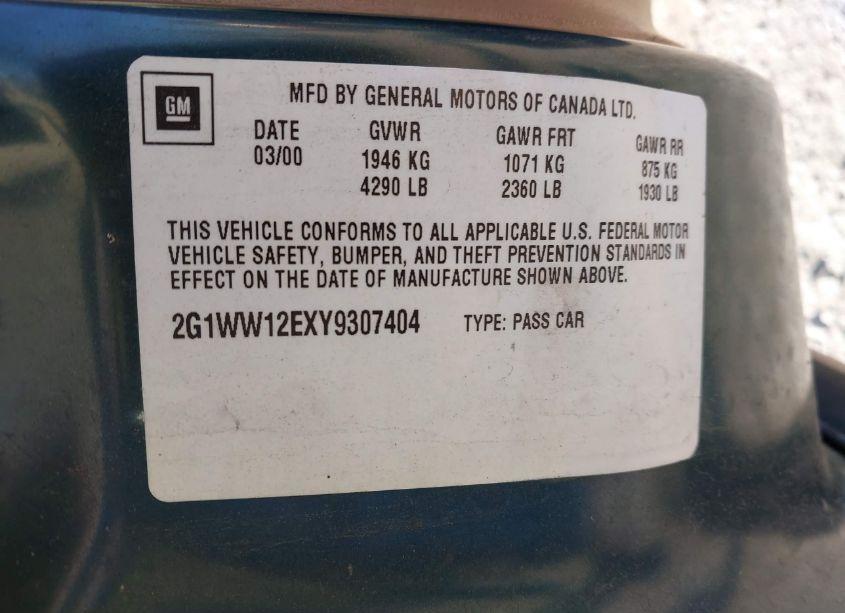 GM
MFD BY GENERAL MOTORS OF CANADA LTD.
DATE GVWR GAWR FRT GAWR RR
03/00 1946 KG 1071 KG 875 KG
4290 LB 2360 LB 1930 LB
THIS VEHICLE CONFORMS TO ALL APPLICABLE U.S. FEDERAL MOTOR
VEHICLE SAFETY, BUMPER, AND THEFT PREVENTION STANDARDS IN
EFFECT ON THE DATE OF MANUFACTURE SHOWN ABOVE.
2G1WW12EXY9307404 TYPE: PASS CAR